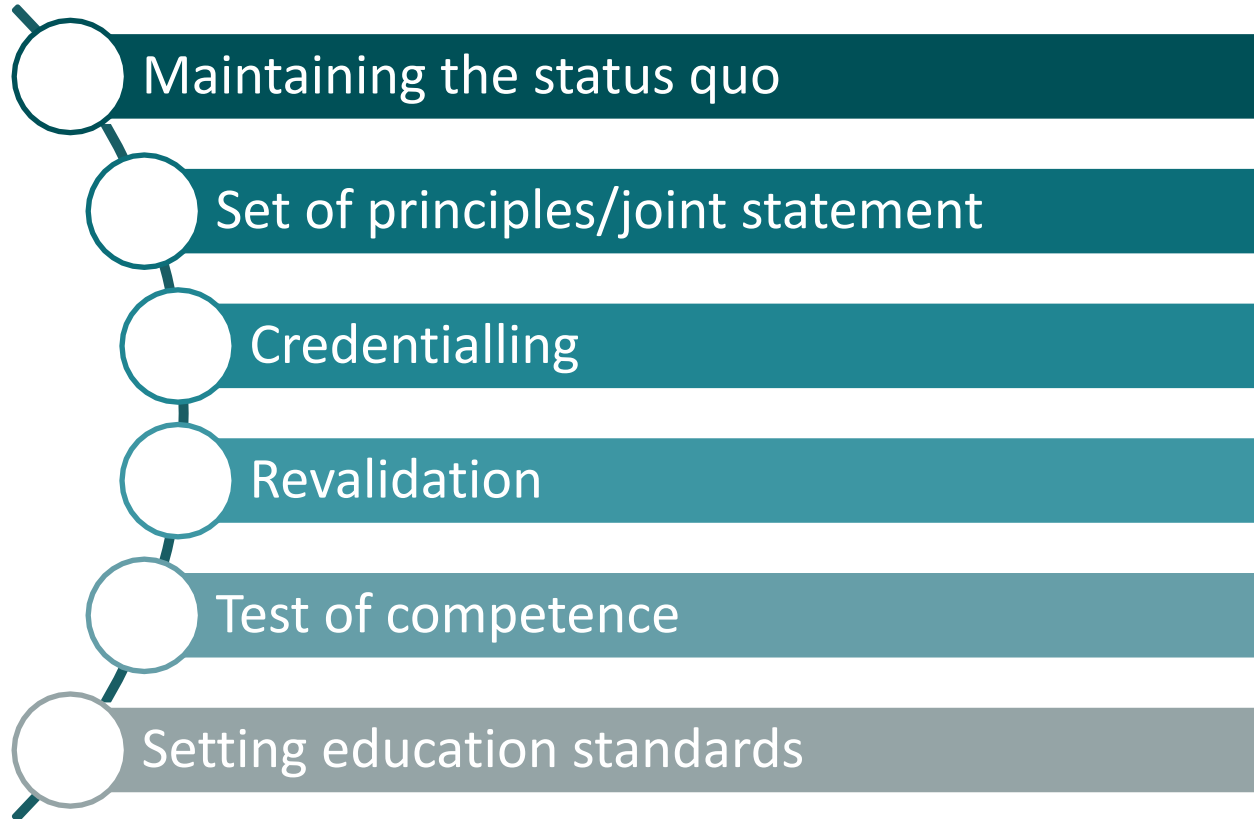 Maintaining the status quo
Set of principles/joint statement
Credentialling
Revalidation
Test of competence
Setting education standards